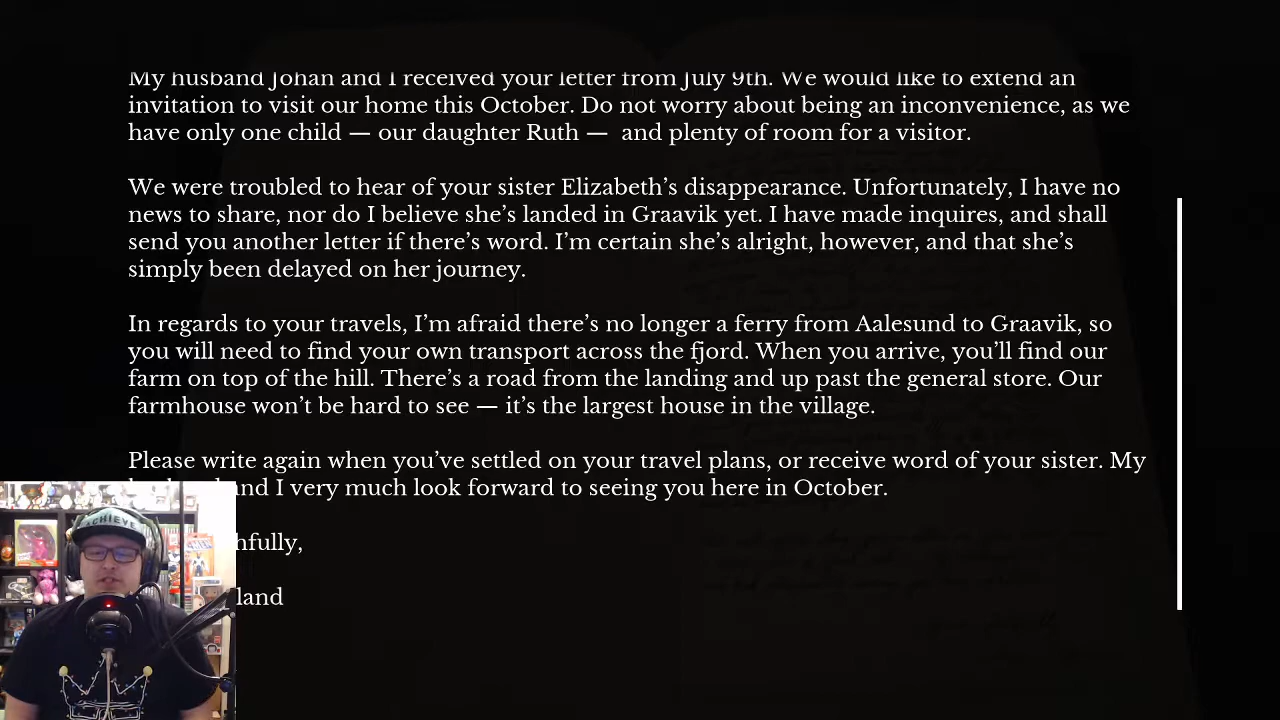 My husband Johan and I received your letter from July 9th. We would like to extend an
invitation to visit our home this October. Do not worry about being an inconvenience, as we
have only one child — our daughter Ruth — and plenty of room for a visitor.
We were troubled to hear of your sister Elizabeth's disappearance. Unfortunately, I have no
news to share, nor do I believe she's landed in Graavik yet. I have made inquires, and shall
send you another letter if there's word. I'm certain she's alright, however, and that she's
simply been delayed on her journey.
In regards to your travels, I'm afraid there's no longer a ferry from Aalesund to Graavik, so
you will need to find your own transport across the fjord. When you arrive, you'll find our
farm on top of the hill. There's a road from the landing and up past the general store. Our
farmhouse won't be hard to see — it's the largest house in the village.
Please write again when you've settled on your travel plans, or receive word of your sister. My
and I very much look forward to seeing you here in October.
hfully,
land
ACHIEVE